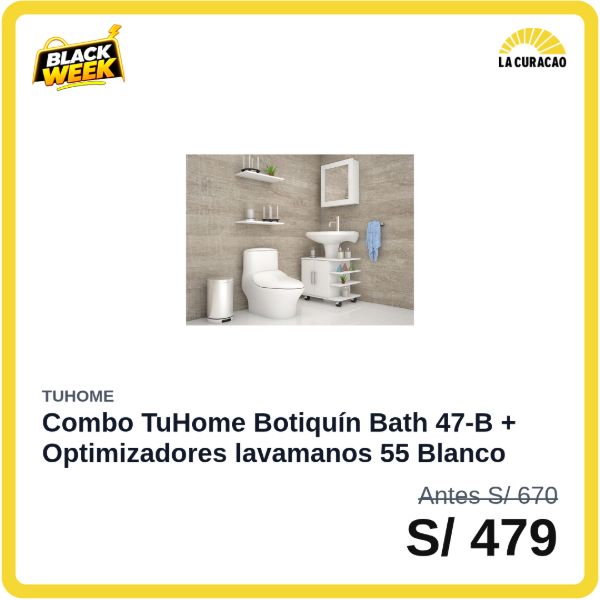 BLACK
WEEK
LA CURACAO
TUHOME
Combo TuHome Botiquín Bath 47-B +
Optimizadores lavamanos 55 Blanco
Antes S/ 670
S/ 479